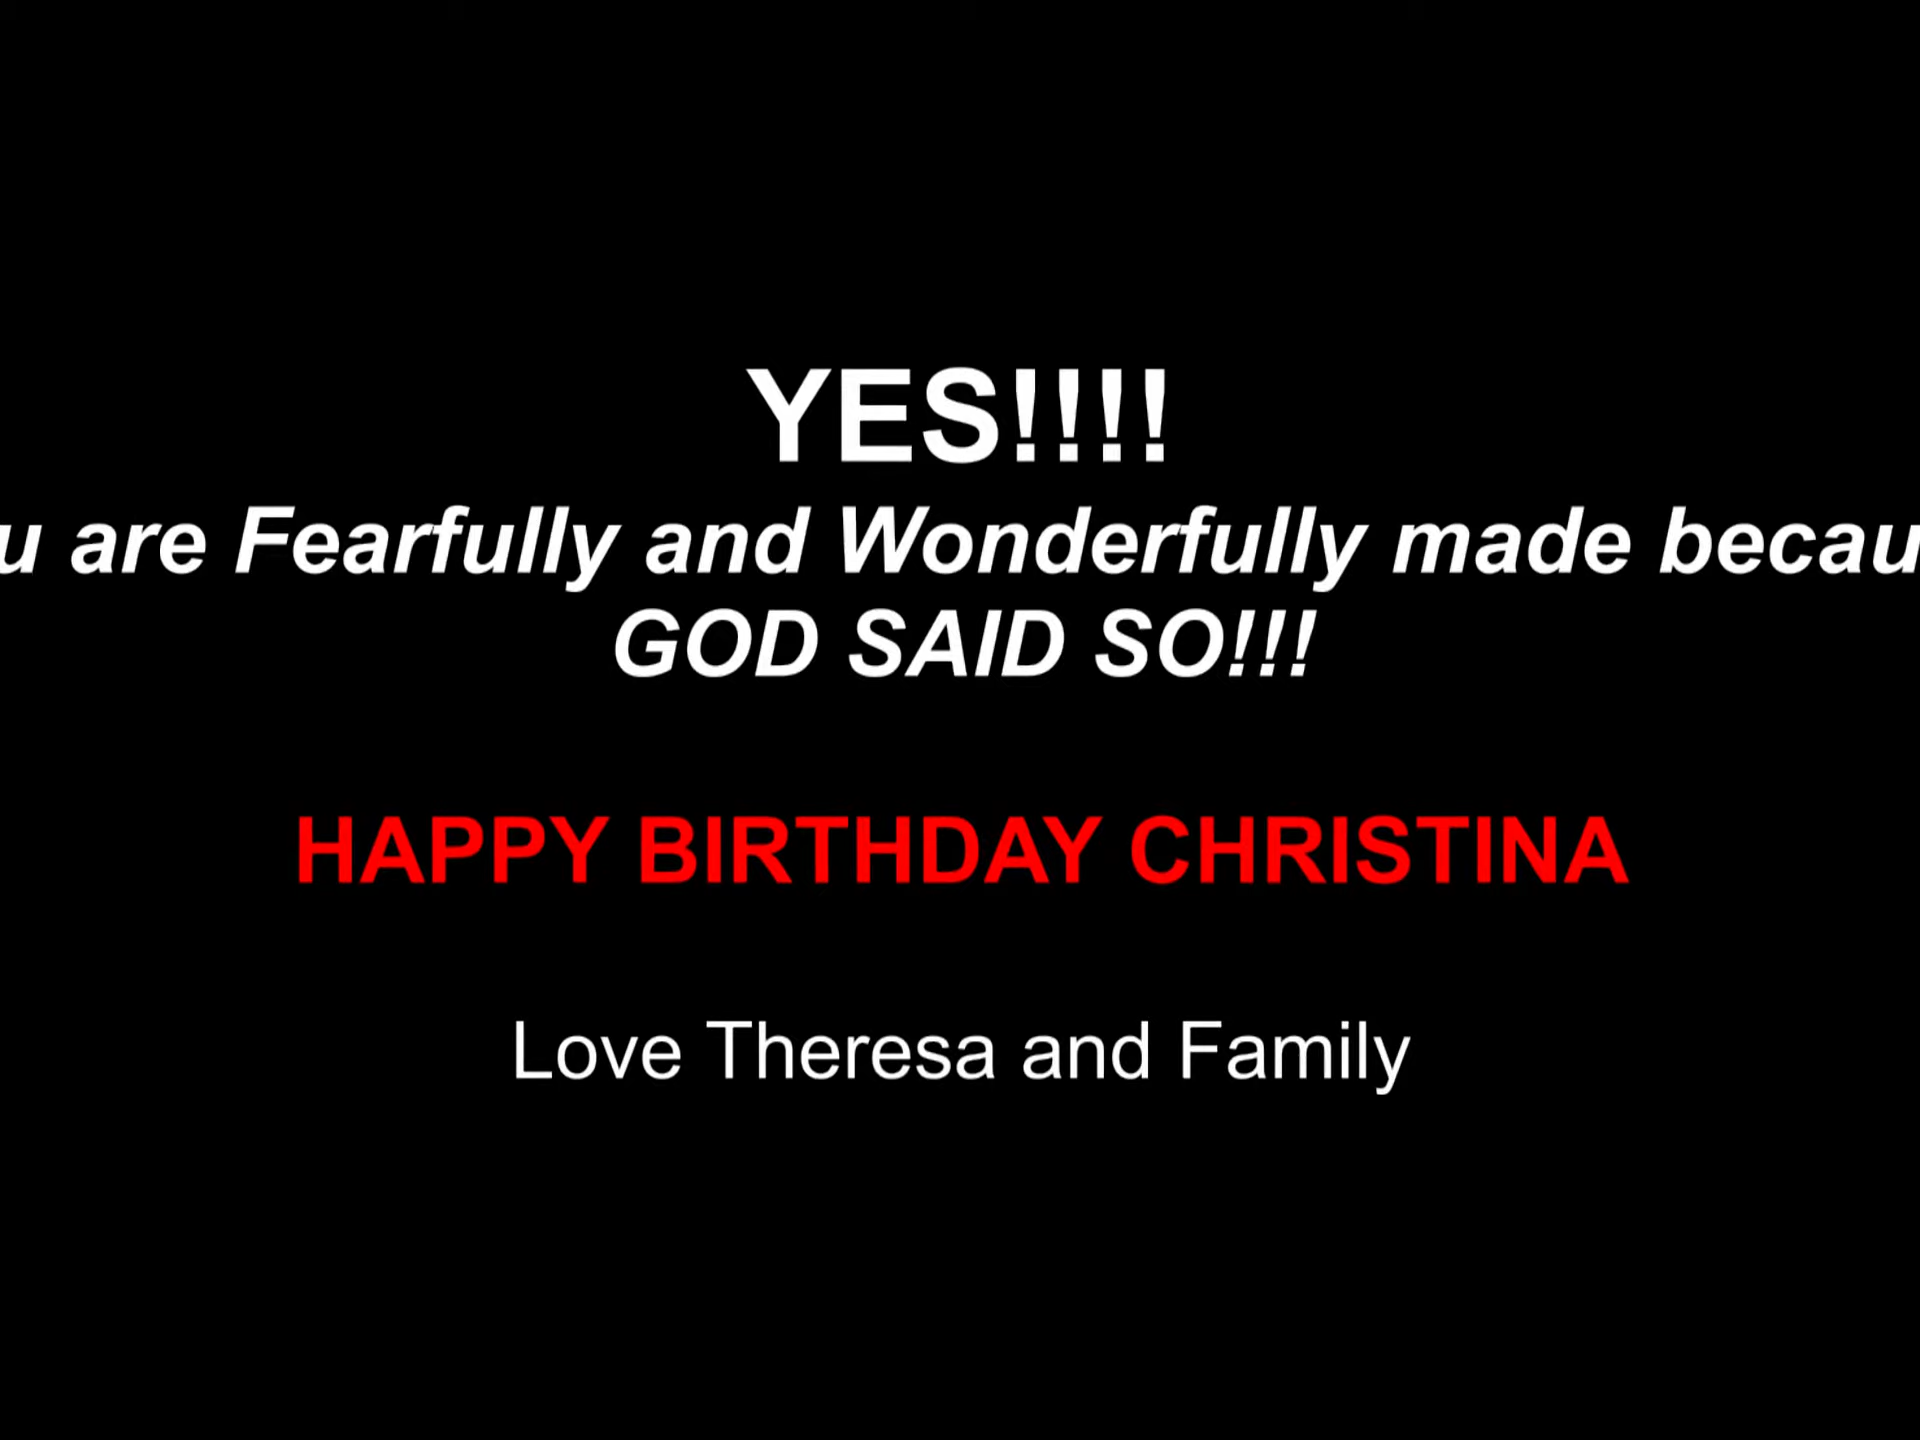 YES!!!!
u are Fearfully and Wonderfully made becau
GOD SAID SO!!!
HAPPY BIRTHDAY CHRISTINA
Love Theresa and Family